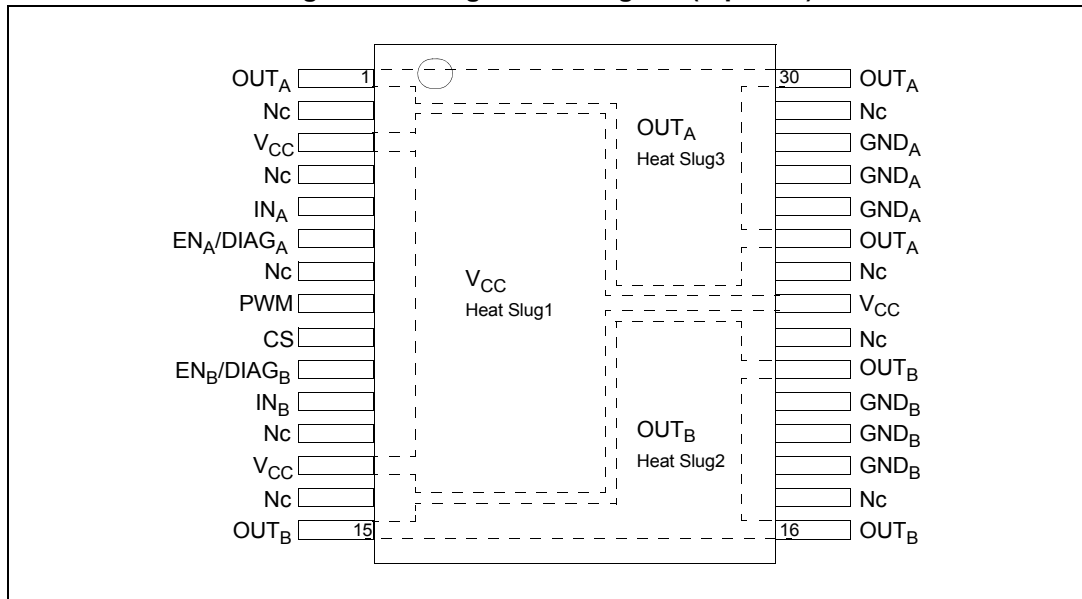 OUTA 1 30 OUTA
Nc Nc
VCC OUTA GNDA
Heat Slug3
Nc GNDA
INA GNDA
ENA/DIAGA OUTA
Nc VCC Nc
PWM Heat Slug1 VCC
CS Nc
ENB/DIAGB OUTB
INB GNDB
Nc OUTB GNDB
VCC Heat Slug2 GNDB
Nc Nc
OUTB 15 16 OUTB